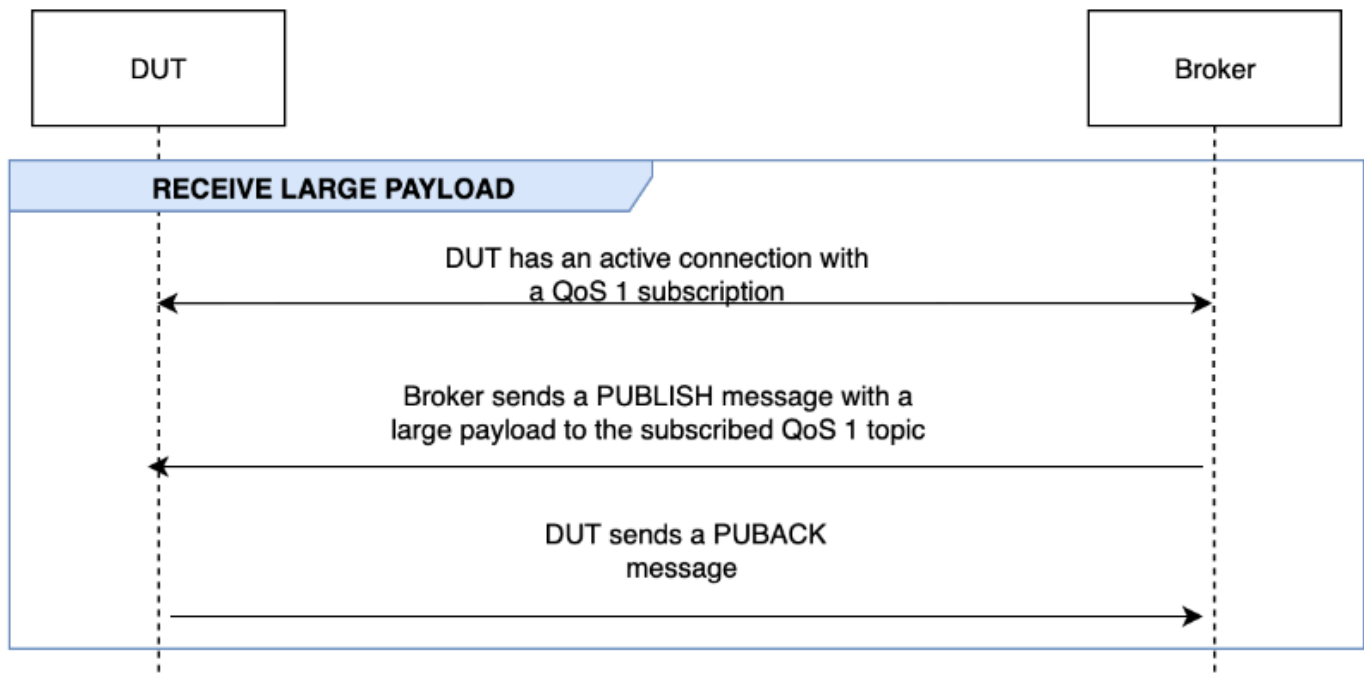 DUT
Broker
RECEIVE LARGE PAYLOAD
DUT has an active connection with
a QoS 1 subscription
Broker sends a PUBLISH message with a
large payload to the subscribed QoS 1 topic
DUT sends a PUBACK
message